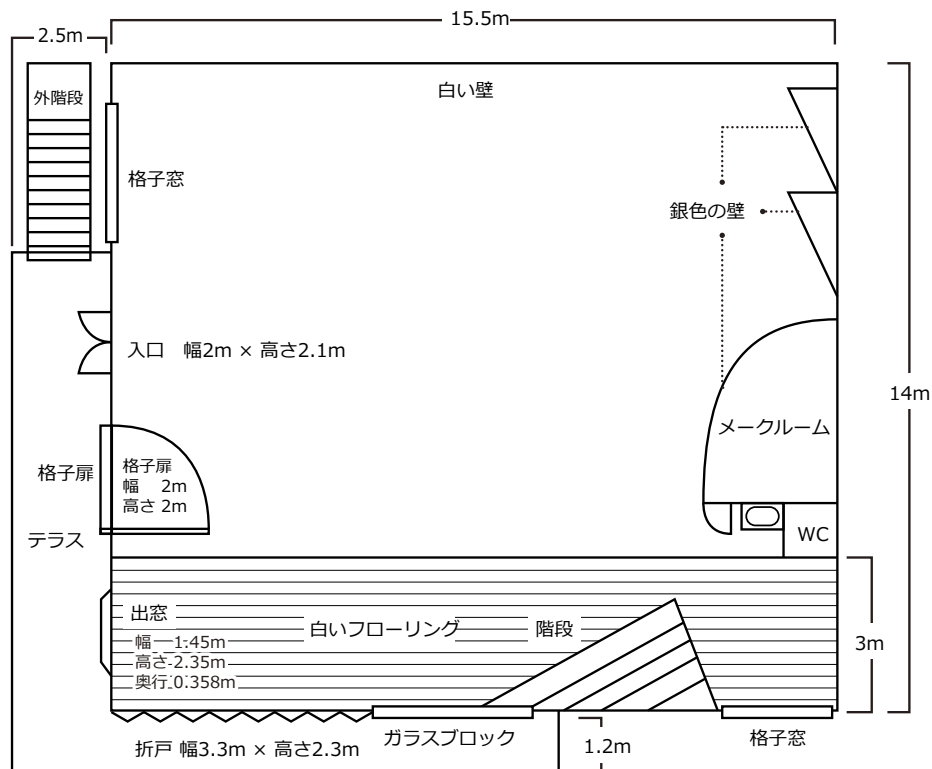 15.5m
2.5m
外階段
白い壁
格子窓
銀色の壁
入口 幅2m × 高さ2.1m
14m
メークルーム
格子扉
格子扉
幅 2m
高さ 2m
テラス
WC
出窓
幅 1.45m
高さ 2.35m
奥行 0.358m
白いフローリング
階段
3m
折戸 幅3.3m × 高さ2.3m
ガラスブロック
1.2m
格子窓